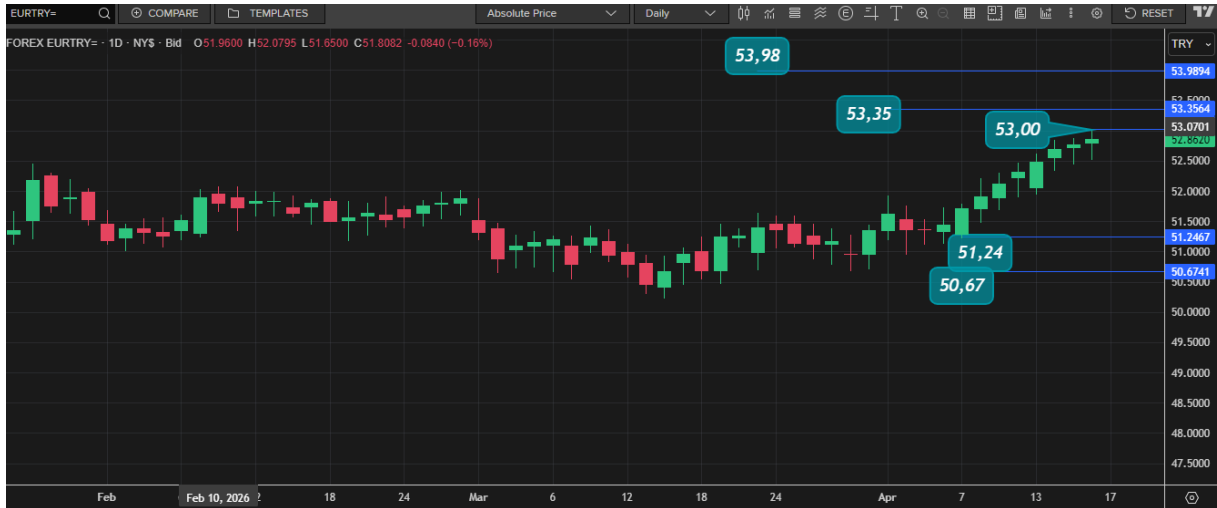 EURTRY=
COMPARE
TEMPLATES
Absolute Price
Daily
RESET
FOREX EURTRY= · 1D · NY$ · Bid O51.9600 H52.0795 L51.6500 C51.8082 -0.0840 (−0.16%)
TRY
53,98
53.9894
53.5000
53,35
53.3564
53,00
53.0701
52.8620
52.5000
52.0000
51.5000
51.2467
51,24
51.0000
50.6741
50,67
50.5000
50.0000
49.5000
49.0000
48.5000
48.0000
47.5000
Feb
Feb 10, 2026
18
24
Mar
6
12
18
24
Apr
7
13
17